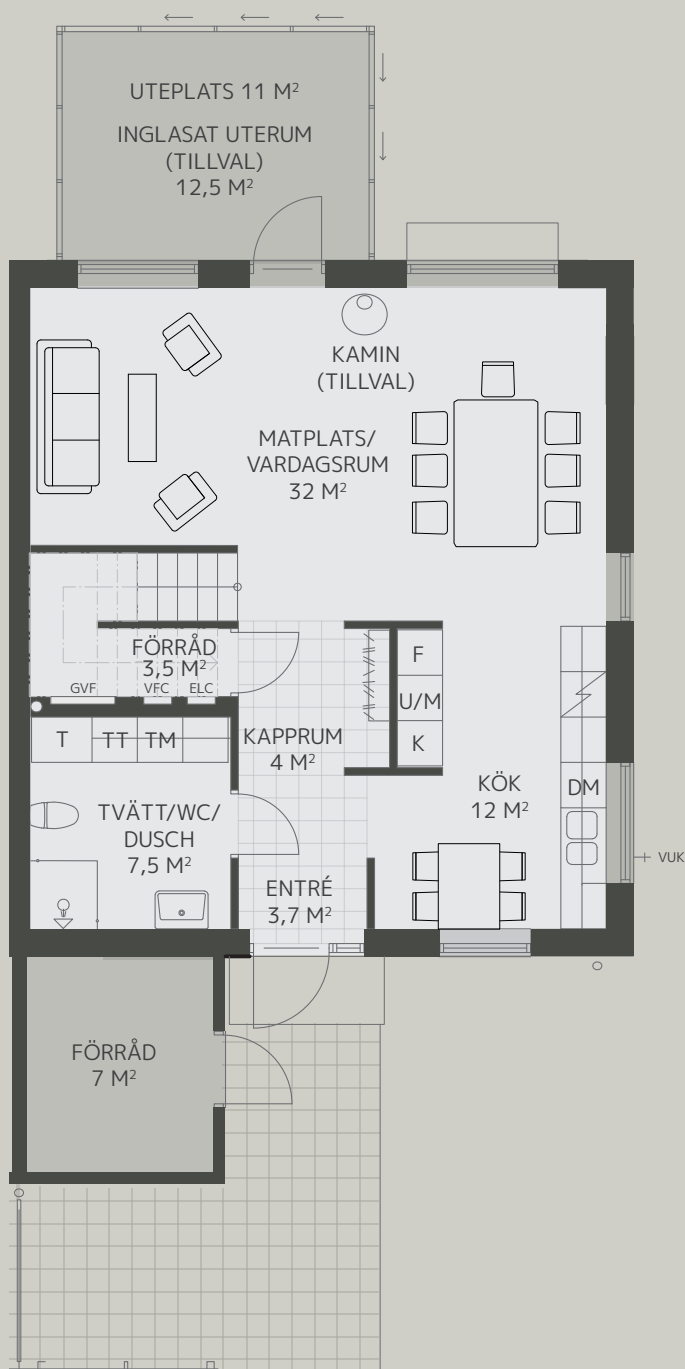 UTEPLATS 11 M²
INGLASAT UTERUM
(TILLVAL)
12,5 M²
KAMIN
(TILLVAL)
MATPLATS/
VARDAGSRUM
32 M²
FÖRRÅD
3,5 M²
GVF
VFC
ELC
F
U/M
K
T
TT
TM
KAPPRUM
4 M²
KÖK
12 M²
DM
TVÄTT/WC/
DUSCH
7,5 M²
VUK
ENTRÉ
3,7 M²
FÖRRÅD
7 M²